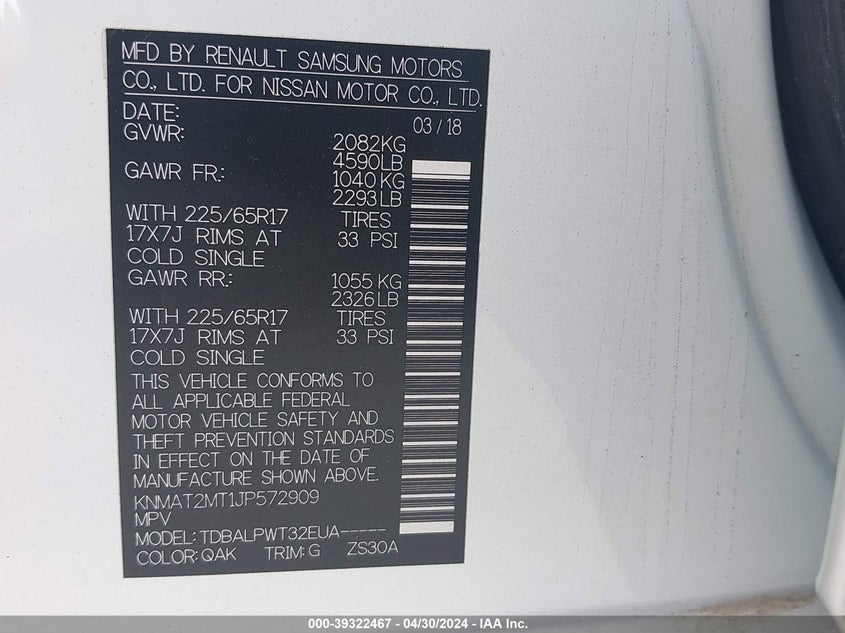 MFD BY RENAULT SAMSUNG MOTORS
CO., LTD. FOR NISSAN MOTOR CO., LTD.
DATE: 03/18
GVWR: 2082KG
4590LB
GAWR FR.: 1040 KG
2293LB
WITH 225/65R17 TIRES
17X7J RIMS AT 33 PSI
COLD SINGLE
GAWR RR.: 1055 KG
2326LB
WITH 225/65R17 TIRES
17X7J RIMS AT 33 PSI
COLD SINGLE
THIS VEHICLE CONFORMS TO
ALL APPLICABLE FEDERAL
MOTOR VEHICLE SAFETY AND
THEFT PREVENTION STANDARDS
IN EFFECT ON THE DATE OF
MANUFACTURE SHOWN ABOVE.
KNMAT2MT1JP572909
MPV
MODEL:TDBALPWT32EUA-----
COLOR:QAK TRIM:G ZS30A
000-39322467 - 04/30/2024 - IAA Inc.